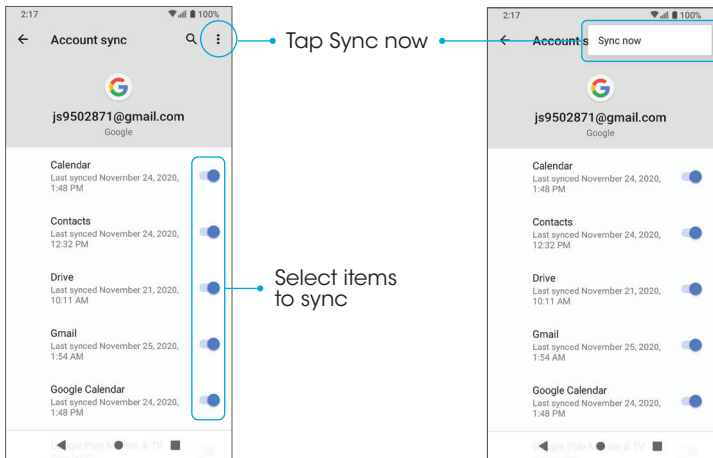 2:17
100%
Account sync
js9502871@gmail.com
Google
Calendar
Last synced November 24, 2020,
1:48 PM
Contacts
Last synced November 24, 2020,
12:32 PM
Drive
Last synced November 21, 2020,
10:11 AM
Gmail
Last synced November 25, 2020,
1:54 AM
Google Calendar
Last synced November 24, 2020,
1:48 PM
Tap Sync now
Select items
to sync
2:17
100%
Account s
Sync now
js9502871@gmail.com
Google
Calendar
Last synced November 24, 2020,
1:48 PM
Contacts
Last synced November 24, 2020,
12:32 PM
Drive
Last synced November 21, 2020,
10:11 AM
Gmail
Last synced November 25, 2020,
1:54 AM
Google Calendar
Last synced November 24, 2020,
1:48 PM